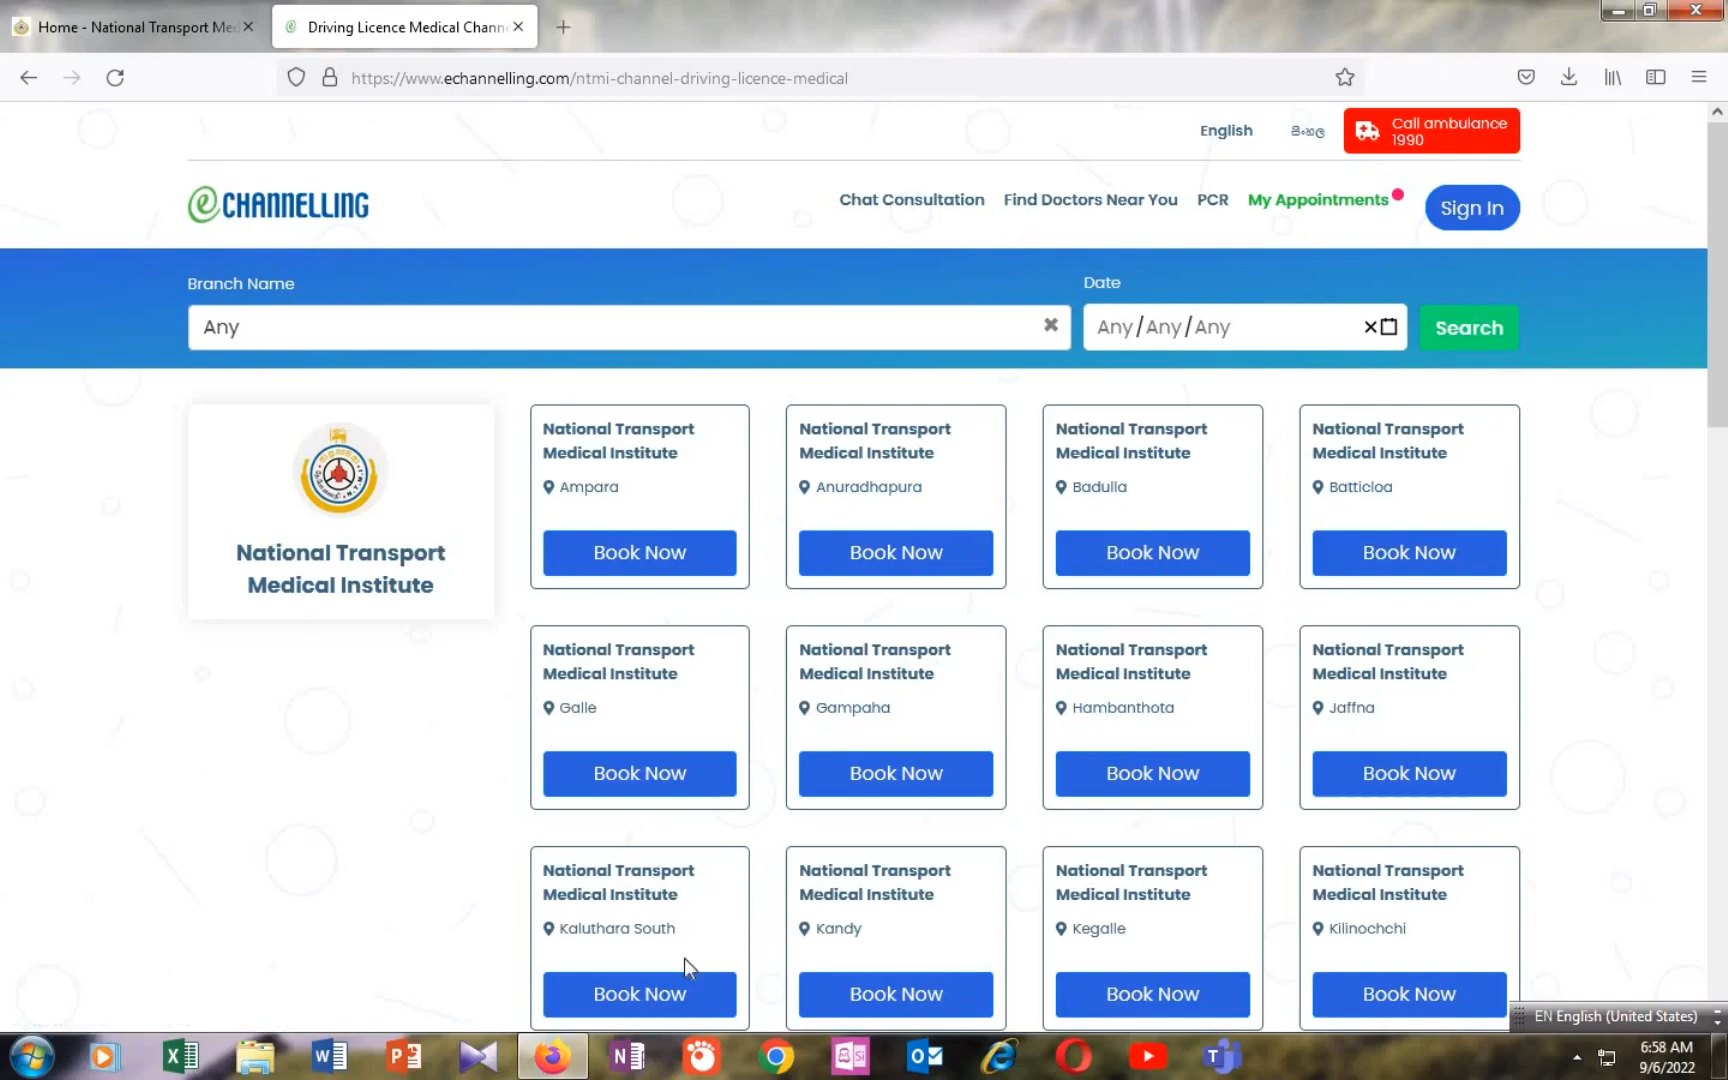 Home - National Transport Med
Driving Licence Medical Chann
https://www.echannelling.com/ntmi-channel-driving-licence-medical
English
සිංහල
Call ambulance
1990
eCHANNELLING
Chat Consultation
Find Doctors Near You
PCR
My Appointments
Sign In
Branch Name
Date
Any
Any/Any/Any
Search
National Transport
Medical Institute
National Transport
Medical Institute
Ampara
Book Now
National Transport
Medical Institute
Anuradhapura
Book Now
National Transport
Medical Institute
Badulla
Book Now
National Transport
Medical Institute
Batticloa
Book Now
National Transport
Medical Institute
Galle
Book Now
National Transport
Medical Institute
Gampaha
Book Now
National Transport
Medical Institute
Hambanthota
Book Now
National Transport
Medical Institute
Jaffna
Book Now
National Transport
Medical Institute
Kaluthara South
Book Now
National Transport
Medical Institute
Kandy
Book Now
National Transport
Medical Institute
Kegalle
Book Now
National Transport
Medical Institute
Kilinochchi
Book Now
EN English (United States)
6:58 AM
9/6/2022